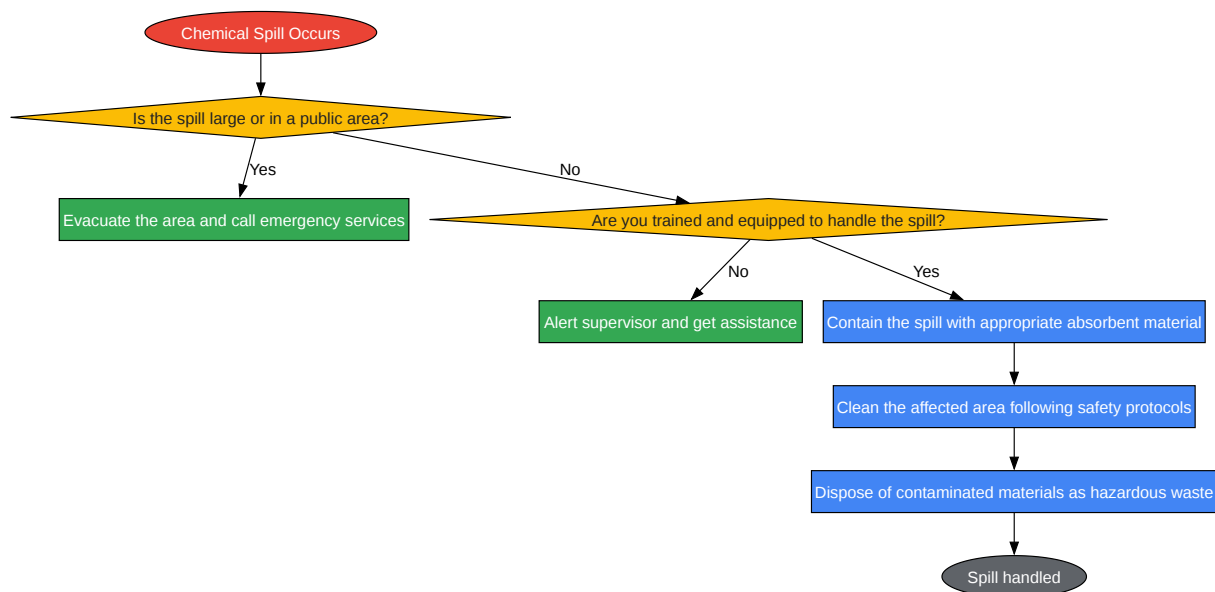 Chemical Spill Occurs
Is the spill large or in a public area?
Yes
No
Evacuate the area and call emergency services
Are you trained and equipped to handle the spill?
No
Yes
Alert supervisor and get assistance
Contain the spill with appropriate absorbent material
Clean the affected area following safety protocols
Dispose of contaminated materials as hazardous waste
Spill handled